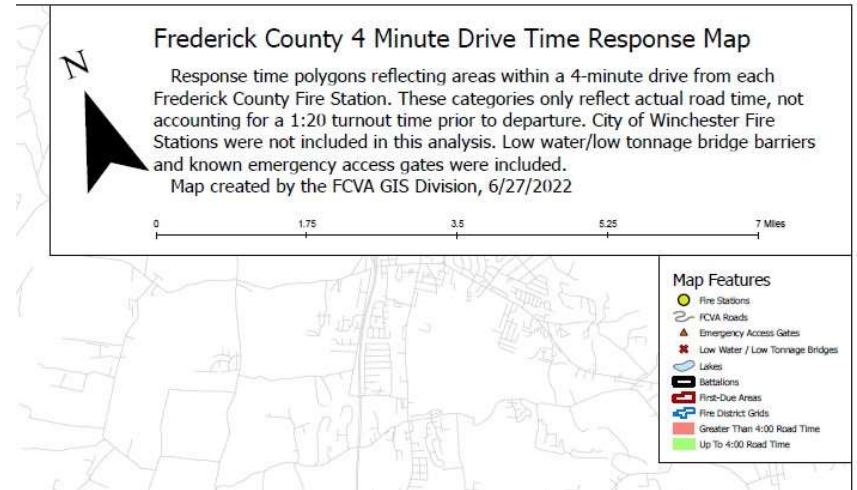 Frederick County 4 Minute Drive Time Response Map
N
Response time polygons reflecting areas within a 4-minute drive from each
Frederick County Fire Station. These categories only reflect actual road time, not
accounting for a 1:20 turnout time prior to departure. City of Winchester Fire
Stations were not included in this analysis. Low water/low tonnage bridge barriers
and known emergency access gates were included.
Map created by the FCVA GIS Division, 6/27/2022
0 1.75 3.5 5.25 7 Miles
Map Features
Fire Stations
FCVA Roads
Emergency Access Gates
Low Water / Low Tonnage Bridges
Lakes
Battalions
First-Due Areas
Fire District Grids
Greater Than 4:00 Road Time
Up To 4:00 Road Time